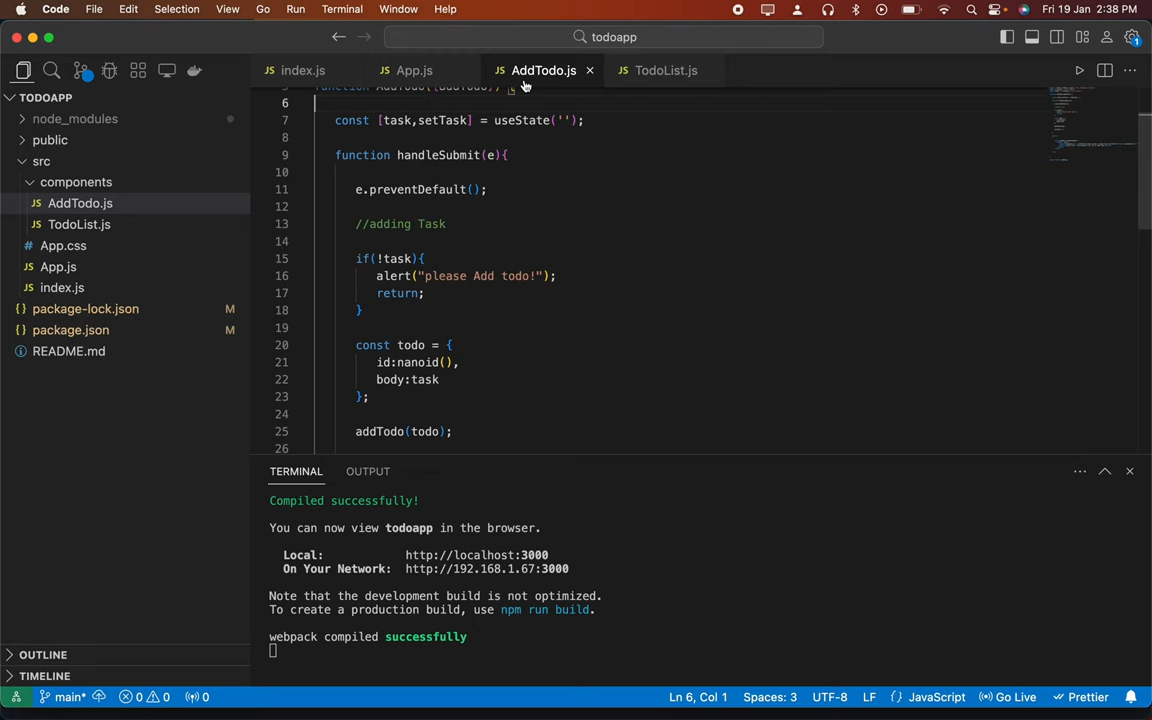 Code File Edit Selection View Go Run Terminal Window Help Fri 19 Jan 2:38 PM
todoapp
1
index.js App.js AddTodo.js TodoList.js
TODOAPP
node_modules
public
src
components
JS AddTodo.js
JS TodoList.js
# App.css
JS App.js
JS index.js
{} package-lock.json M
{} package.json M
README.md
6
7 const [task,setTask] = useState('');
8
9 function handleSubmit(e){
10
11 e.preventDefault();
12
13 //adding Task
14
15 if(!task){
16 alert("please Add todo!");
17 return;
18 }
19
20 const todo = {
21 id:nanoid(),
22 body:task
23 };
24
25 addTodo(todo);
26
TERMINAL OUTPUT
Compiled successfully!
You can now view todoapp in the browser.
Local: http://localhost:3000
On Your Network: http://192.168.1.67:3000
Note that the development build is not optimized.
To create a production build, use npm run build.
webpack compiled successfully
OUTLINE
TIMELINE
main* 0 0 0 Ln 6, Col 1 Spaces: 3 UTF-8 LF {} JavaScript Go Live Prettier